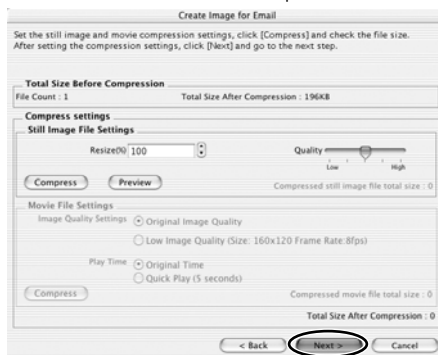 Create Image for Email
Set the still image and movie compression settings, click [Compress] and check the file size.
After setting the compression settings, click [Next] and go to the next step.
Total Size Before Compression
File Count : 1 Total Size After Compression : 196KB
Compress settings
Still Image File Settings
Resize(%) 100 Quality
Low High
Compress Preview Compressed still image file total size : 0
Movie File Settings
Image Quality Settings Original Image Quality
Low Image Quality (Size: 160x120 Frame Rate:8fps)
Play Time Original Time
Quick Play (5 seconds)
Compress Compressed movie file total size : 0
Total Size After Compression : 0
< Back Next > Cancel